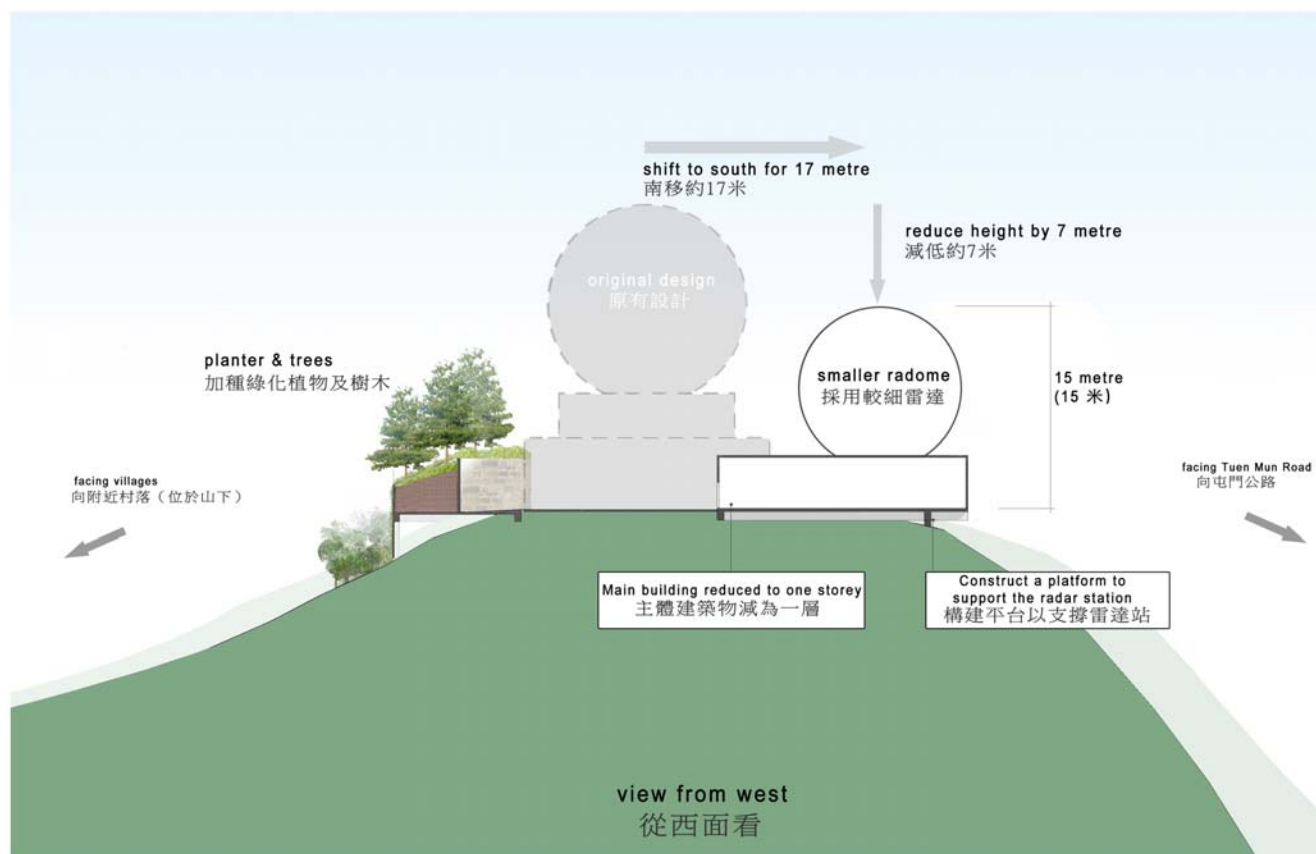 shift to south for 17 metre
南移約17米
reduce height by 7 metre
減低約7米
original design
原有設計
planter & trees
加種綠化植物及樹木
smaller radome
採用較細雷達
15 metre
(15 米)
facing villages
向附近村落（位於山下）
facing Tuen Mun Road
向屯門公路
Main building reduced to one storey
主體建築物減為一層
Construct a platform to
support the radar station
構建平台以支撐雷達站
view from west
從西面看